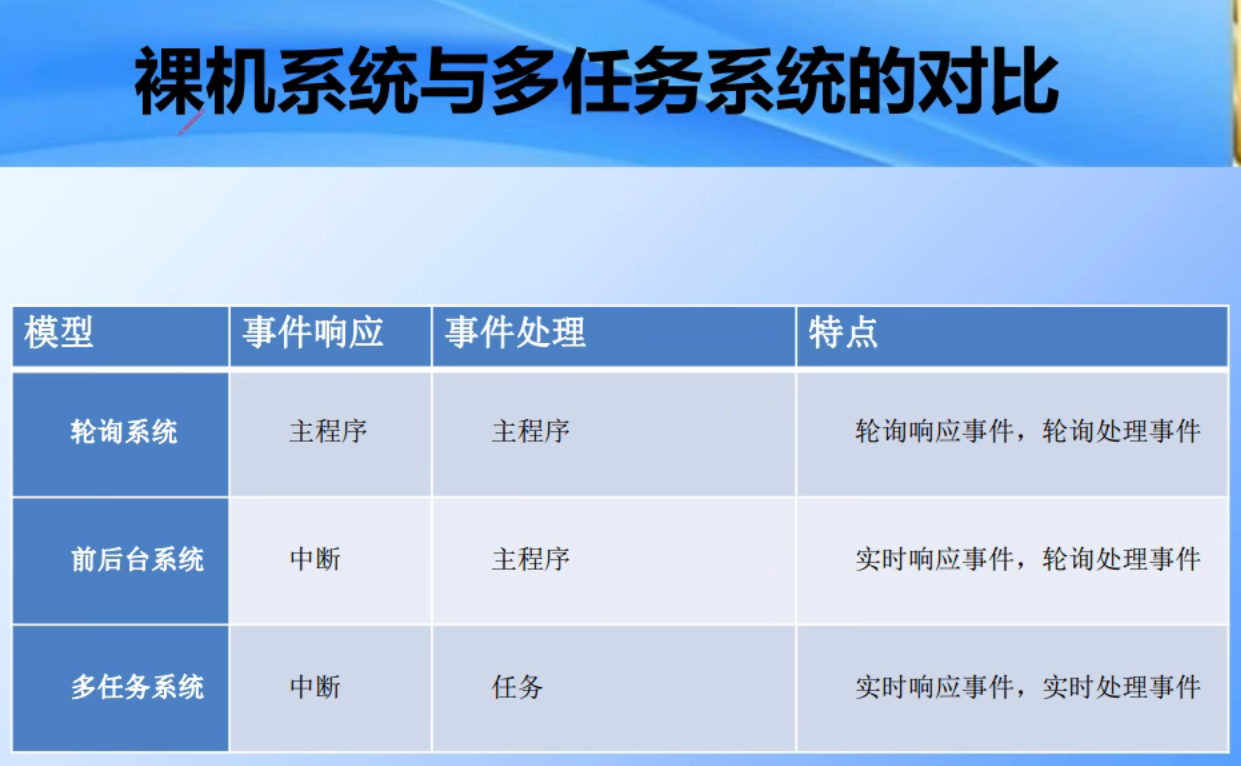 裸机系统与多任务系统的对比
模型 事件响应 事件处理 特点
轮询系统 主程序 主程序 轮询响应事件，轮询处理事件
前后台系统 中断 主程序 实时响应事件，轮询处理事件
多任务系统 中断 任务 实时响应事件，实时处理事件